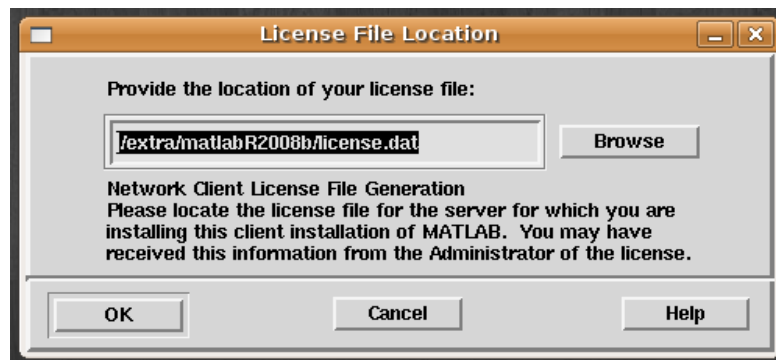 License File Location
Provide the location of your license file:
/extra/matlabR2008b/license.dat
Browse
Network Client License File Generation
Please locate the license file for the server for which you are
installing this client installation of MATLAB.  You may have
received this information from the Administrator of the license.
OK
Cancel
Help